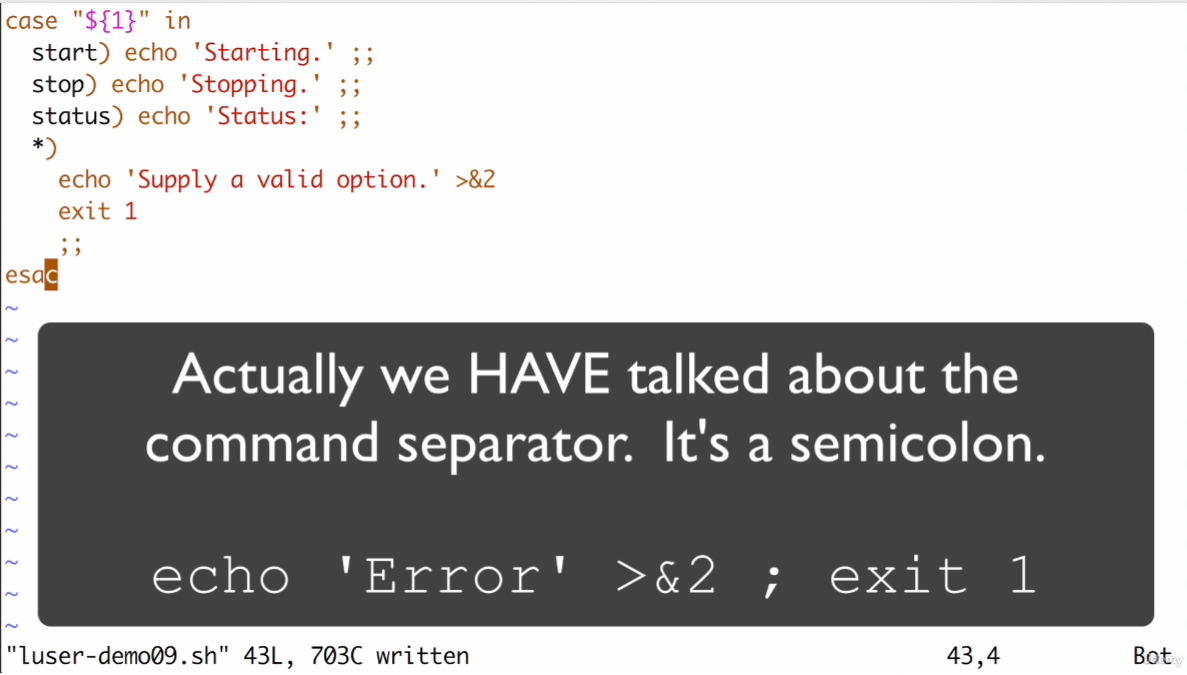 case "${1}" in
  start) echo 'Starting.' ;;
  stop) echo 'Stopping.' ;;
  status) echo 'Status:' ;;
  *)
    echo 'Supply a valid option.' >&2
    exit 1
    ;;
esac
~
~
~
~
~
~
~
~
~
~
~
Actually we HAVE talked about the
command separator.  It's a semicolon.
echo 'Error' >&2 ; exit 1
"luser-demo09.sh" 43L, 703C written 43,4 Bot